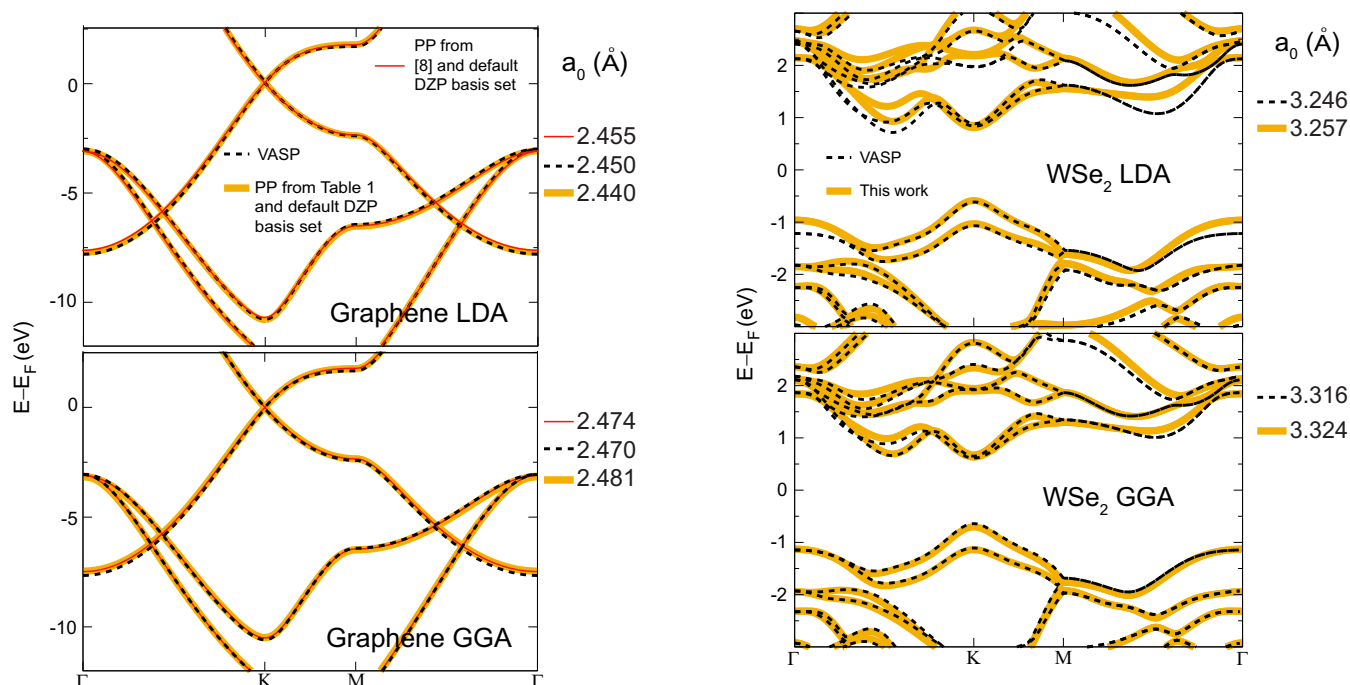 PP from
[8] and default
DZP basis set
a0 (Å)
0
-5
-10
VASP
PP from Table 1
and default DZP
basis set
2.455
2.450
2.440
Graphene LDA
E–EF (eV)
0
-5
-10
2.474
2.470
2.481
Graphene GGA
Γ
K
M
Γ
a0 (Å)
2
1
0
-1
-2
3.246
3.257
VASP
This work
WSe2 LDA
E–EF (eV)
2
1
0
-1
-2
3.316
3.324
WSe2 GGA
Γ
K
M
Γ